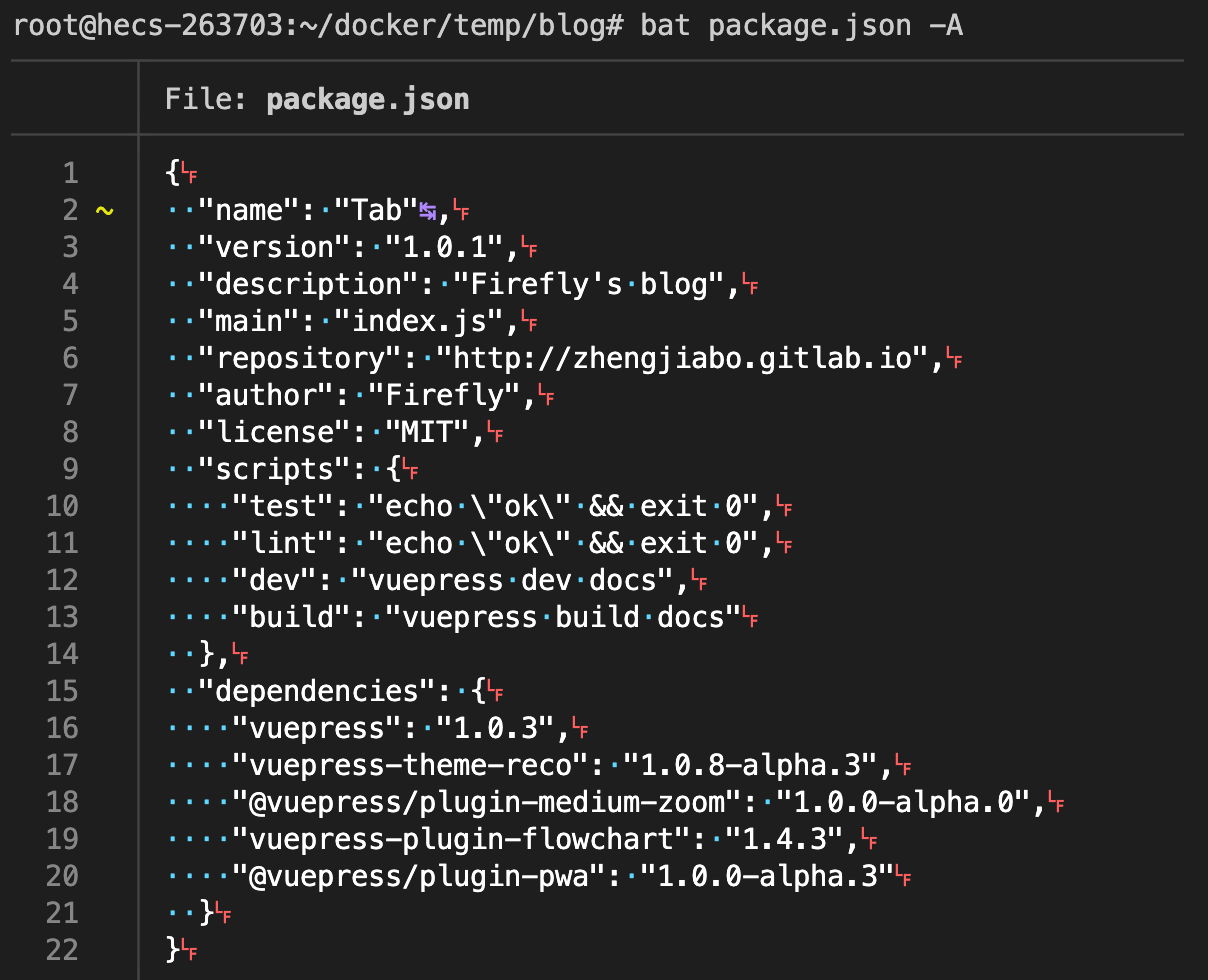 root@hecs-263703:~/docker/temp/blog# bat package.json -A
File: package.json
1 {␊
2 ~ ··"name":·"Tab"↹,␊
3 ··"version":·"1.0.1",␊
4 ··"description":·"Firefly's·blog",␊
5 ··"main":·"index.js",␊
6 ··"repository":·"http://zhengjiabo.gitlab.io",␊
7 ··"author":·"Firefly",␊
8 ··"license":·"MIT",␊
9 ··"scripts":·{␊
10 ····"test":·"echo·\"ok\"·&&·exit·0",␊
11 ····"lint":·"echo·\"ok\"·&&·exit·0",␊
12 ····"dev":·"vuepress·dev·docs",␊
13 ····"build":·"vuepress·build·docs"␊
14 ··},␊
15 ··"dependencies":·{␊
16 ····"vuepress":·"1.0.3",␊
17 ····"vuepress-theme-reco":·"1.0.8-alpha.3",␊
18 ····"@vuepress/plugin-medium-zoom":·"1.0.0-alpha.0",␊
19 ····"vuepress-plugin-flowchart":·"1.4.3",␊
20 ····"@vuepress/plugin-pwa":·"1.0.0-alpha.3"␊
21 ··}␊
22 }␊